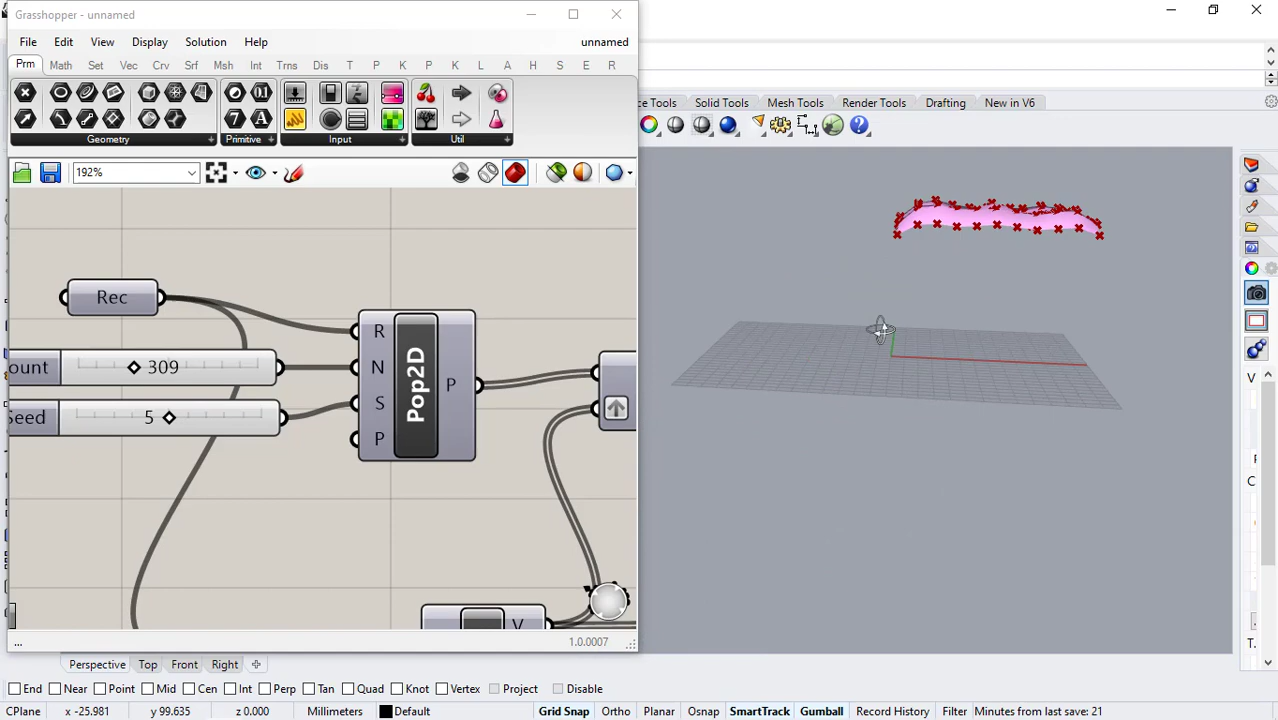 Grasshopper - unnamed
File Edit View Display Solution Help unnamed
Prm Math Set Vec Crv Srf Msh Int Trns Dis T P K P K L A H S E R
Geometry Primitive Input Util
192%
Rec
R
ount 309 N
Pop2D P
Seed 5 S
P
V
... 1.0.0007
ce Tools Solid Tools Mesh Tools Render Tools Drafting New in V6
V
C
T.
Perspective Top Front Right
End Near Point Mid Cen Int Perp Tan Quad Knot Vertex Project Disable
CPlane x -25.981 y 99.635 z 0.000 Millimeters Default Grid Snap Ortho Planar Osnap SmartTrack Gumball Record History Filter Minutes from last save: 21